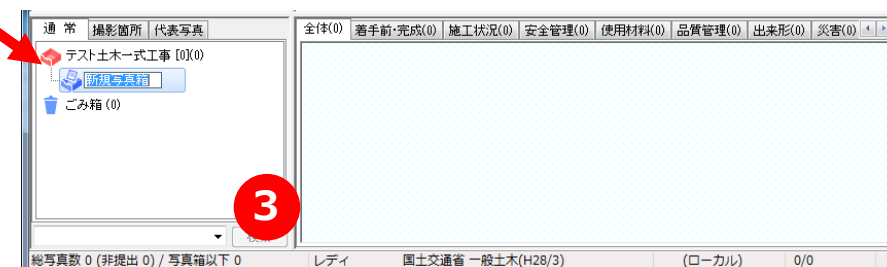 通 常 撮影箇所 代表写真 全体(0) 着手前・完成(0) 施工状況(0) 安全管理(0) 使用材料(0) 品質管理(0) 出来形(0) 災害(0)
テスト土木一式工事 [0](0)
新規写真箱
ごみ箱 (0)
3
総写真数 0 (非提出 0) / 写真箱以下 0 レディ 国土交通省 一般土木(H28/3) (ローカル) 0/0